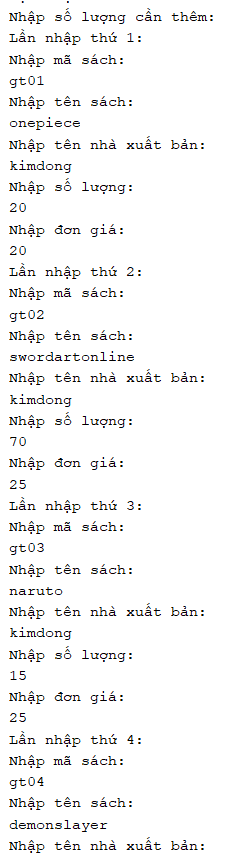 Nhập số lượng cần thêm:
Lần nhập thứ 1:
Nhập mã sách:
gt01
Nhập tên sách:
onepiece
Nhập tên nhà xuất bản:
kimdong
Nhập số lượng:
20
Nhập đơn giá:
20
Lần nhập thứ 2:
Nhập mã sách:
gt02
Nhập tên sách:
swordartonline
Nhập tên nhà xuất bản:
kimdong
Nhập số lượng:
70
Nhập đơn giá:
25
Lần nhập thứ 3:
Nhập mã sách:
gt03
Nhập tên sách:
naruto
Nhập tên nhà xuất bản:
kimdong
Nhập số lượng:
15
Nhập đơn giá:
25
Lần nhập thứ 4:
Nhập mã sách:
gt04
Nhập tên sách:
demonslayer
Nhập tên nhà xuất bản: